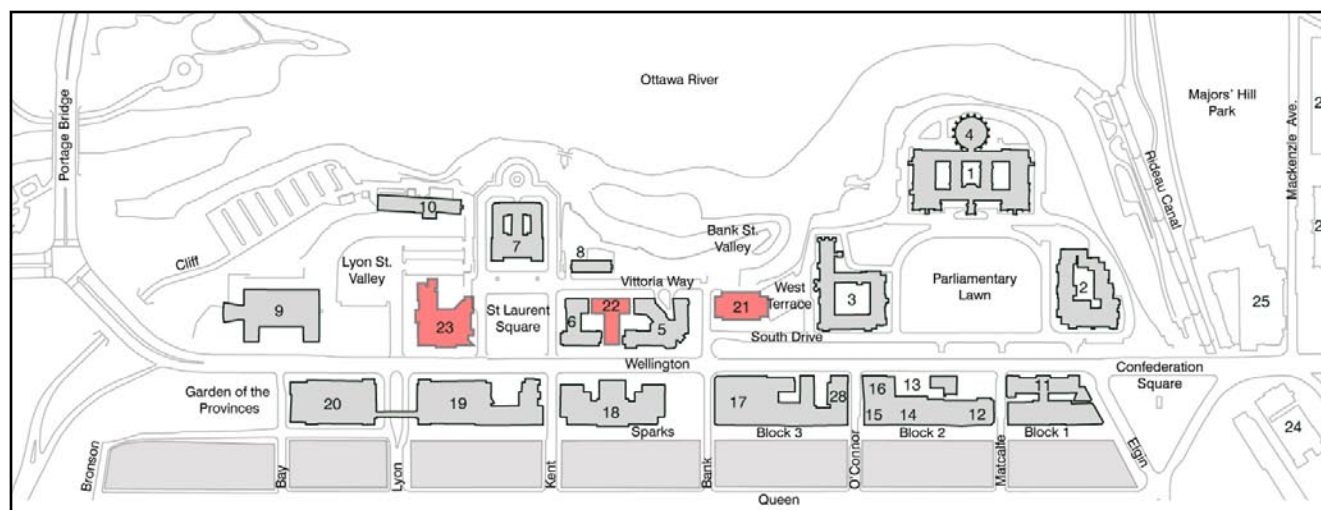 Ottawa River
Majors' Hill
Park
Portage Bridge
Rideau Canal
Mackenzie Ave.
2
2
4
1
10
7
8
Bank St.
Valley
Cliff
Lyon St.
Valley
Vittoria Way
West
Terrace
Parliamentary
Lawn
9
23
St Laurent
Square
6
22
5
21
3
2
25
South Drive
Wellington
Confederation
Square
Garden of the
Provinces
20
19
18
17
28
16
13
15
14
12
11
24
Sparks
Block 3
Block 2
Block 1
Bronson
Bay
Lyon
Kent
Bank
O'Connor
Metcalfe
Elgin
Queen